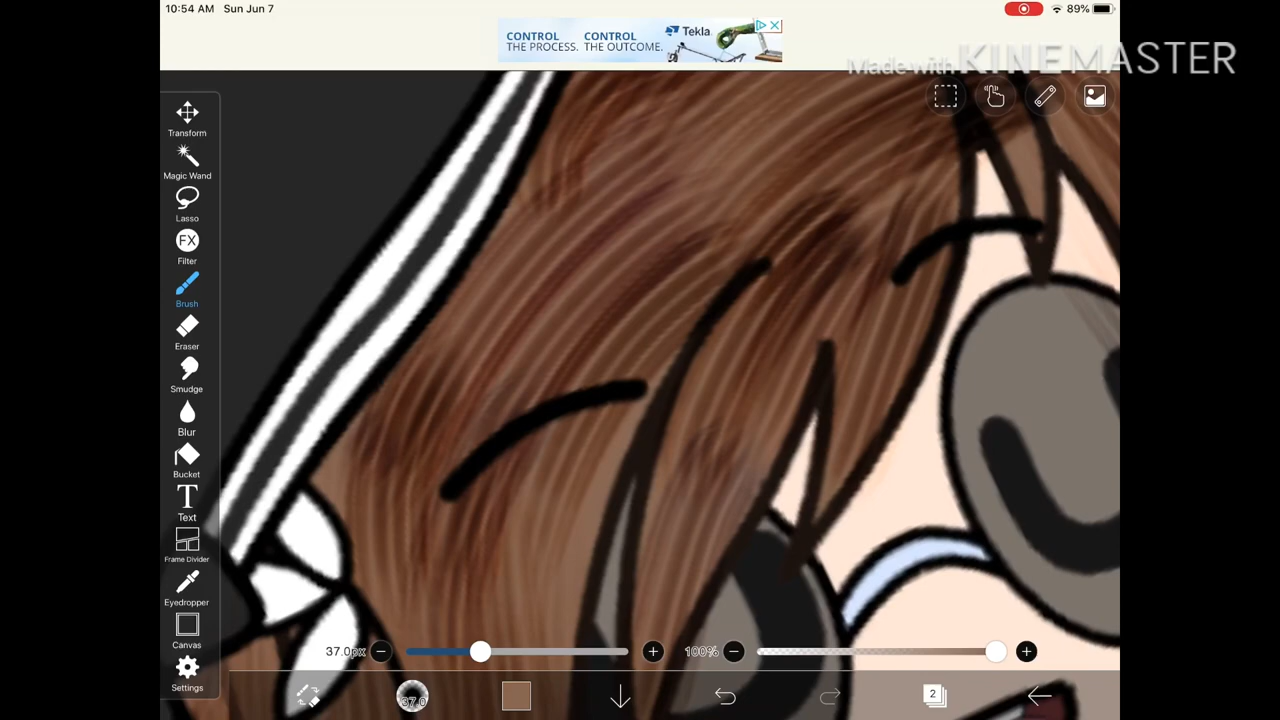 10:54 AM Sun Jun 7
89%
CONTROL CONTROL
THE PROCESS. THE OUTCOME.
Tekla
Made with KINEMASTER
Transform
Magic Wand
Lasso
FX
Filter
Brush
Eraser
Smudge
Blur
Bucket
T
Text
Frame Divider
Eyedropper
Canvas
Settings
37.0px
100%
37.0
2